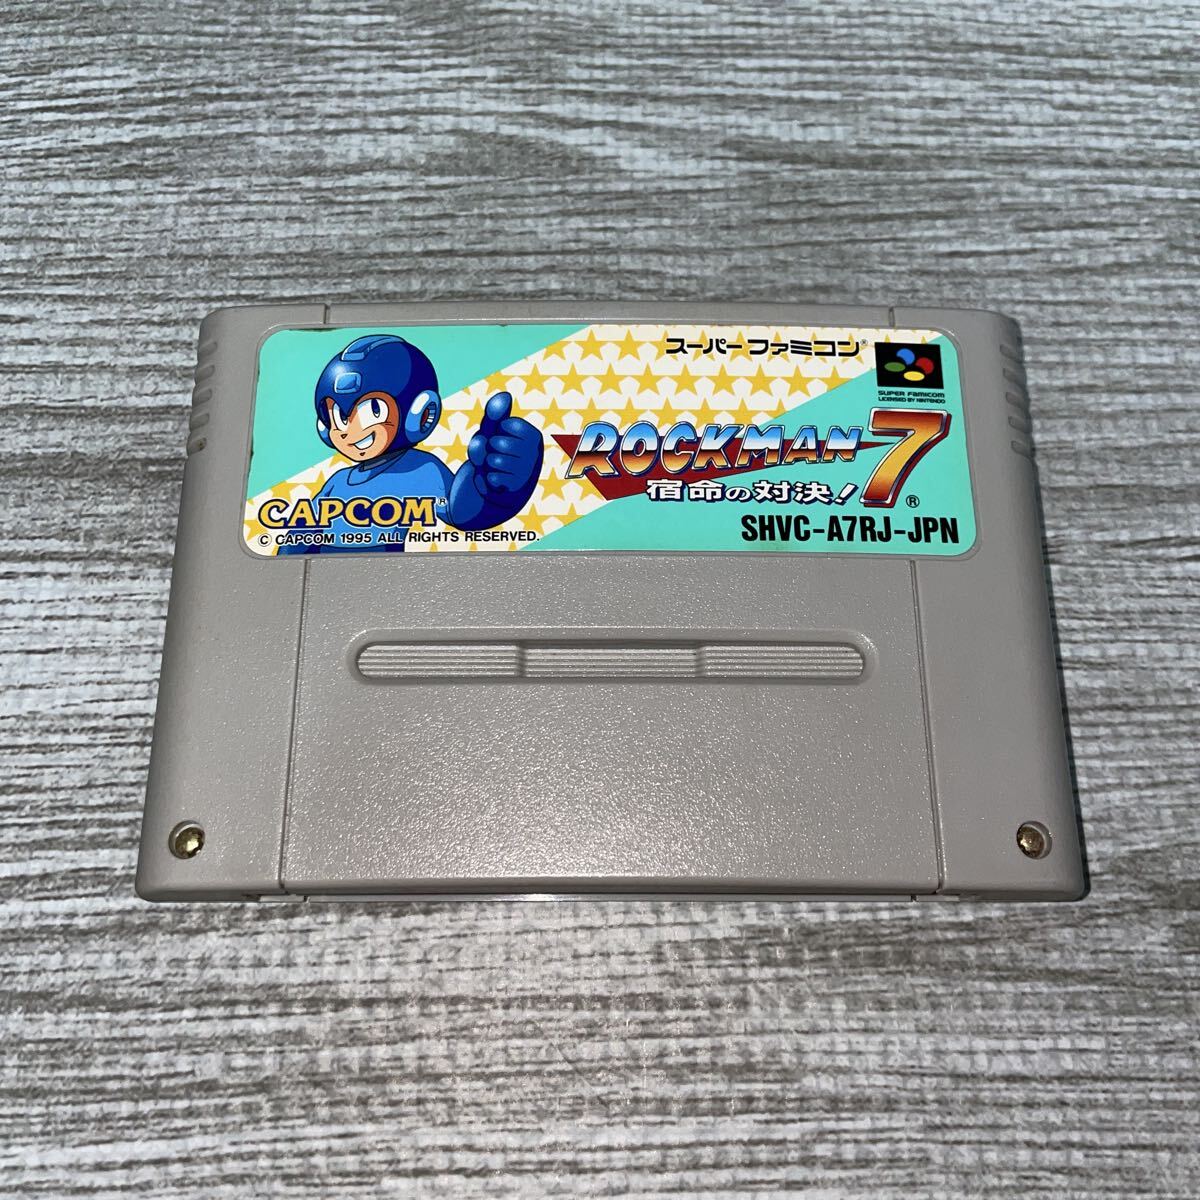 スーパーファミコン®
SUPER FAMICOM
LICENSED BY NINTENDO
ROCKMAN 7
宿命の対決! ®
CAPCOM®
© CAPCOM 1995 ALL RIGHTS RESERVED.
SHVC-A7RJ-JPN